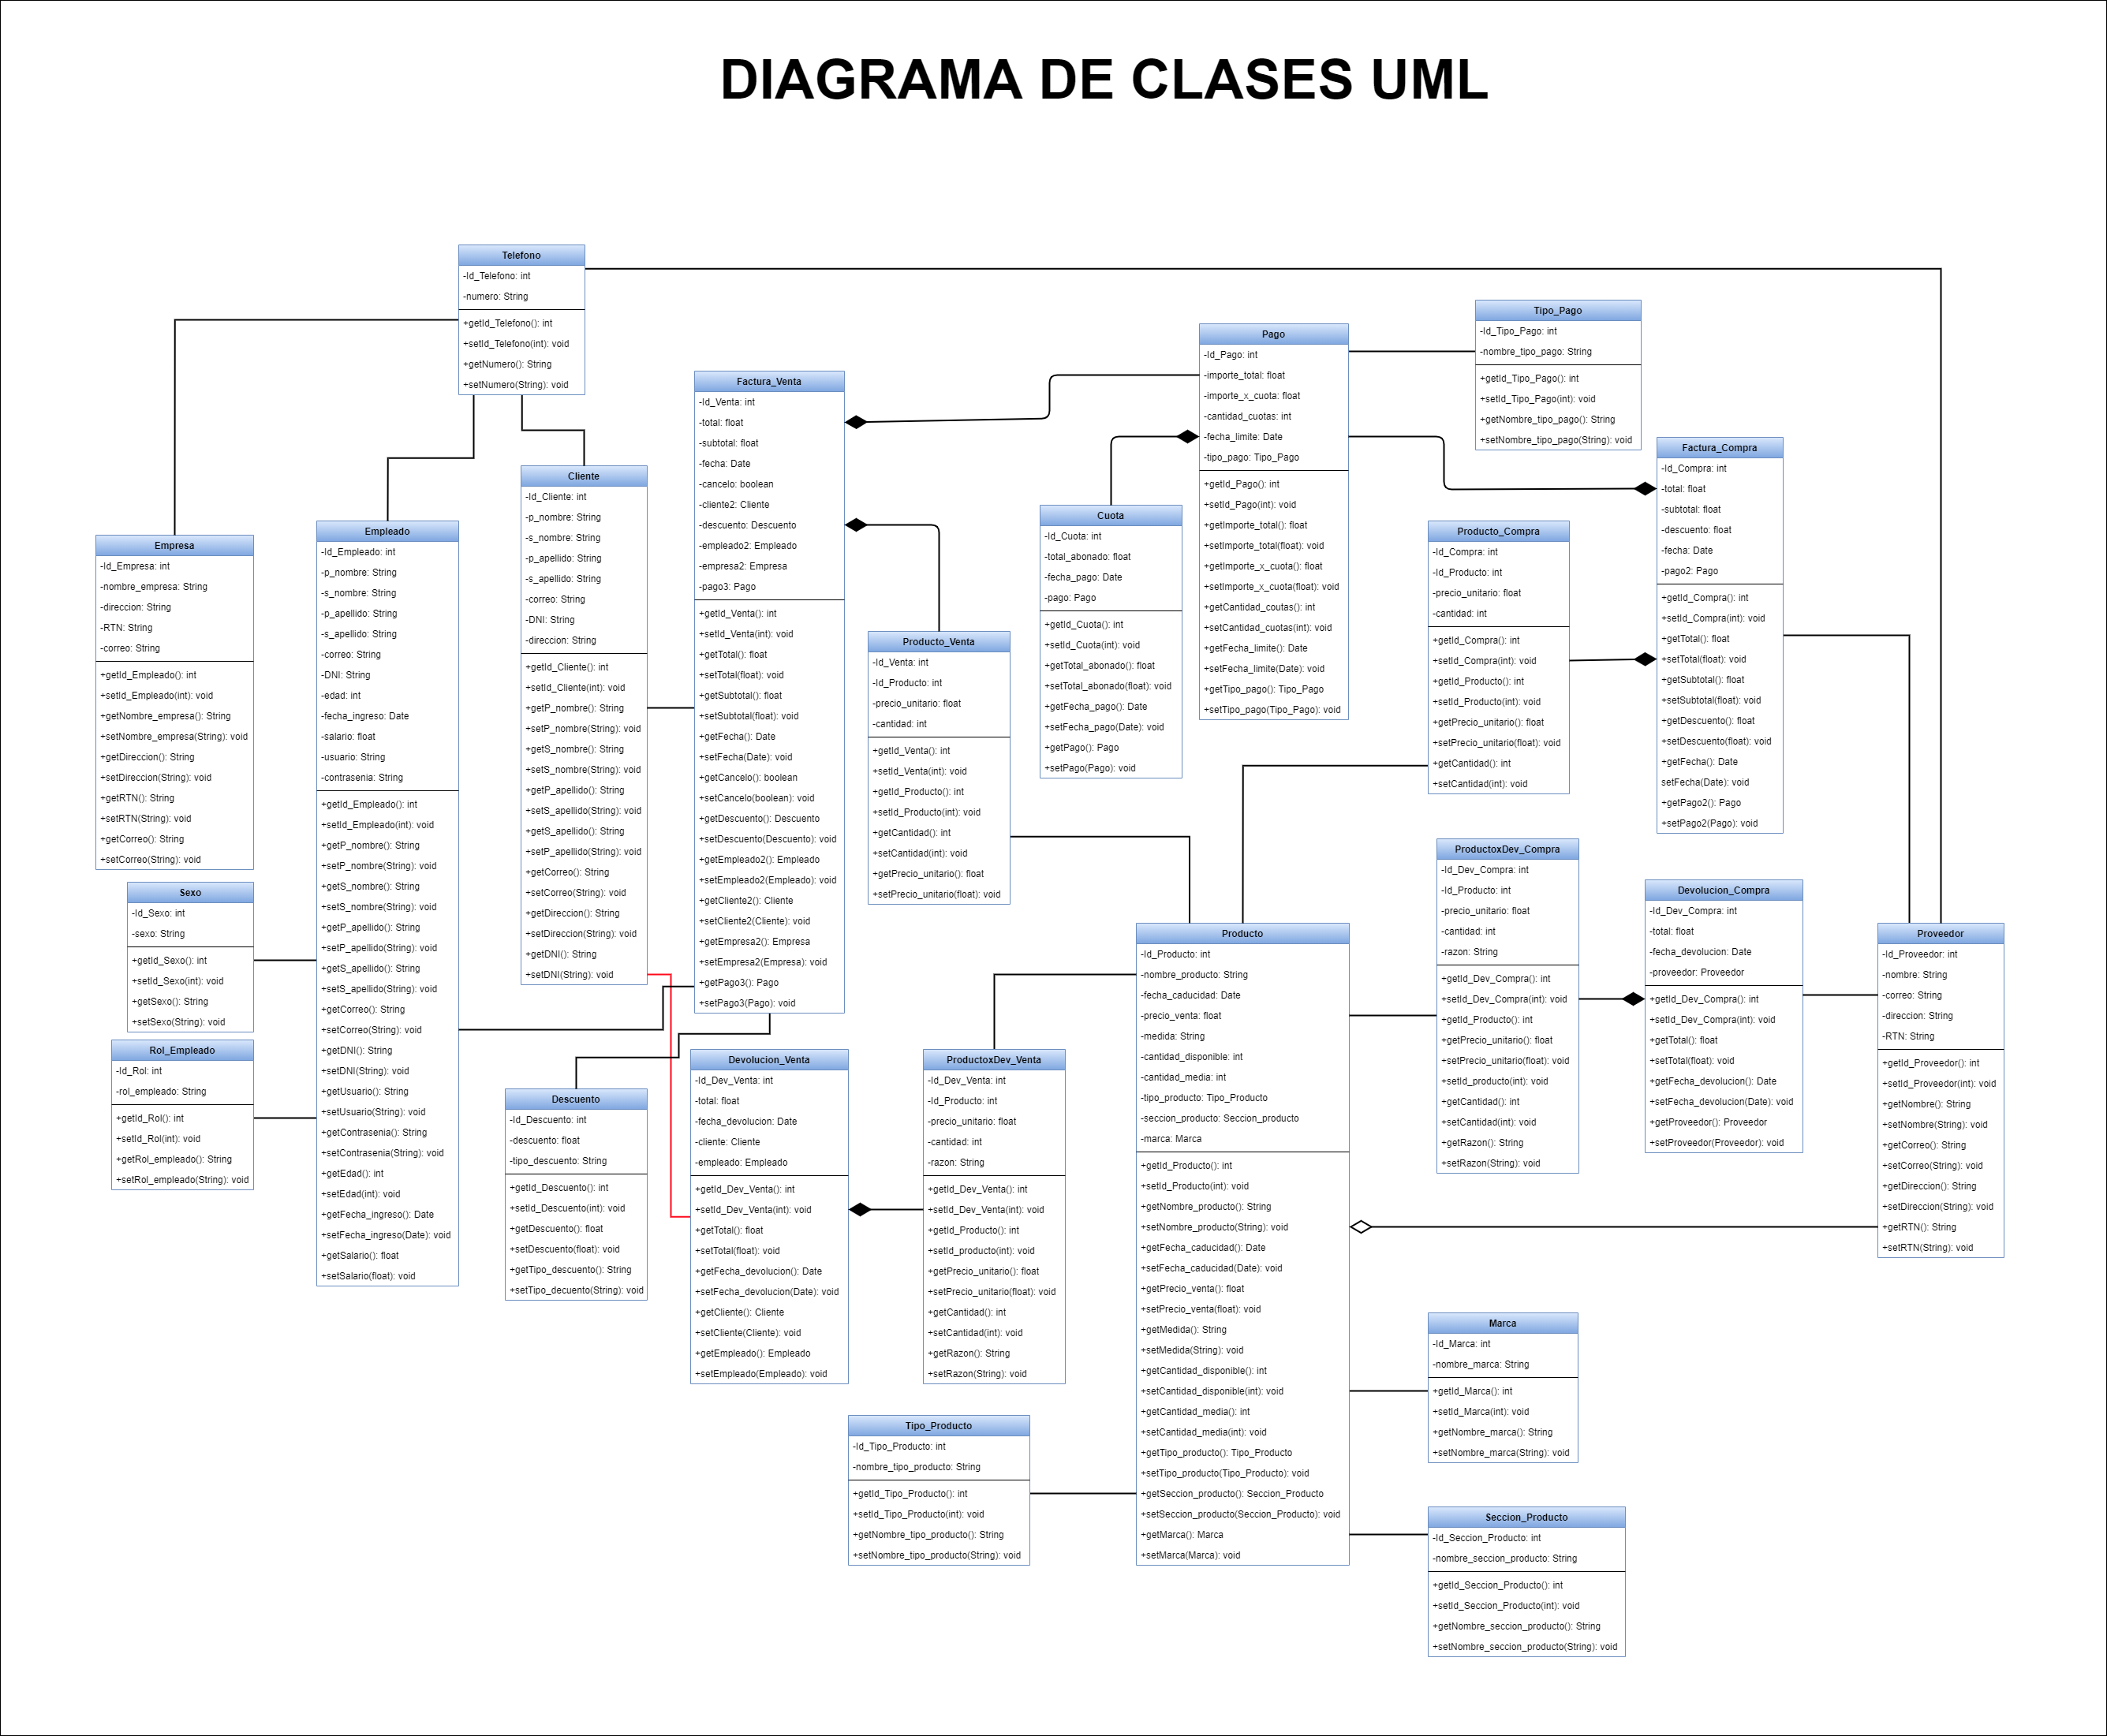 DIAGRAMA DE CLASES UML
Telefono
-Id_Telefono: int
-numero: String
+getId_Telefono(): int
+setId_Telefono(int): void
+getNumero(): String
+setNumero(String): void
Tipo_Pago
-Id_Tipo_Pago: int
-nombre_tipo_pago: String
+getId_Tipo_Pago(): int
+setId_Tipo_Pago(int): void
+getNombre_tipo_pago(): String
+setNombre_tipo_pago(String): void
Pago
-Id_Pago: int
-importe_total: float
-importe_x_cuota: float
-cantidad_cuotas: int
-fecha_limite: Date
-tipo_pago: Tipo_Pago
+getId_Pago(): int
+setId_Pago(int): void
+getImporte_total(): float
+setImporte_total(float): void
+getImporte_x_cuota(): float
+setImporte_x_cuota(float): void
+getCantidad_coutas(): int
+setCantidad_cuotas(int): void
+getFecha_limite(): Date
+setFecha_limite(Date): void
+getTipo_pago(): Tipo_Pago
+setTipo_pago(Tipo_Pago): void
Factura_Venta
-Id_Venta: int
-total: float
-subtotal: float
-fecha: Date
-cancelo: boolean
-cliente2: Cliente
-descuento: Descuento
-empleado2: Empleado
-empresa2: Empresa
-pago3: Pago
+getId_Venta(): int
+setId_Venta(int): void
+getTotal(): float
+setTotal(float): void
+getSubtotal(): float
+setSubtotal(float): void
+getFecha(): Date
+setFecha(Date): void
+getCancelo(): boolean
+setCancelo(boolean): void
+getDescuento(): Descuento
+setDescuento(Descuento): void
+getEmpleado2(): Empleado
+setEmpleado2(Empleado): void
+getCliente2(): Cliente
+setCliente2(Cliente): void
+getEmpresa2(): Empresa
+setEmpresa2(Empresa): void
+getPago3(): Pago
+setPago3(Pago): void
Factura_Compra
-Id_Compra: int
-total: float
-subtotal: float
-descuento: float
-fecha: Date
-pago2: Pago
+getId_Compra(): int
+setId_Compra(int): void
+getTotal(): float
+setTotal(float): void
+getSubtotal(): float
+setSubtotal(float): void
+getDescuento(): float
+setDescuento(float): void
+getFecha(): Date
setFecha(Date): void
+getPago2(): Pago
+setPago2(Pago): void
Cliente
-Id_Cliente: int
-p_nombre: String
-s_nombre: String
-p_apellido: String
-s_apellido: String
-correo: String
-DNI: String
-direccion: String
+getId_Cliente(): int
+setId_Cliente(int): void
+getP_nombre(): String
+setP_nombre(String): void
+getS_nombre(): String
+setS_nombre(String): void
+getP_apellido(): String
+setS_apellido(String): void
+getS_apellido(): String
+setP_apellido(String): void
+getCorreo(): String
+setCorreo(String): void
+getDireccion(): String
+setDireccion(String): void
+getDNI(): String
+setDNI(String): void
Cuota
-Id_Cuota: int
-total_abonado: float
-fecha_pago: Date
-pago: Pago
+getId_Cuota(): int
+setId_Cuota(int): void
+getTotal_abonado(): float
+setTotal_abonado(float): void
+getFecha_pago(): Date
+setFecha_pago(Date): void
+getPago(): Pago
+setPago(Pago): void
Producto_Compra
-Id_Compra: int
-Id_Producto: int
-precio_unitario: float
-cantidad: int
+getId_Compra(): int
+setId_Compra(int): void
+getId_Producto(): int
+setId_Producto(int): void
+getPrecio_unitario(): float
+setPrecio_unitario(float): void
+getCantidad(): int
+setCantidad(int): void
Empleado
-Id_Empleado: int
-p_nombre: String
-s_nombre: String
-p_apellido: String
-s_apellido: String
-correo: String
-DNI: String
-edad: int
-fecha_ingreso: Date
-salario: float
-usuario: String
-contrasenia: String
+getId_Empleado(): int
+setId_Empleado(int): void
+getP_nombre(): String
+setP_nombre(String): void
+getS_nombre(): String
+setS_nombre(String): void
+getP_apellido(): String
+setP_apellido(String): void
+getS_apellido(): String
+setS_apellido(String): void
+getCorreo(): String
+setCorreo(String): void
+getDNI(): String
+setDNI(String): void
+getUsuario(): String
+setUsuario(String): void
+getContrasenia(): String
+setContrasenia(String): void
+getEdad(): int
+setEdad(int): void
+getFecha_ingreso(): Date
+setFecha_ingreso(Date): void
+getSalario(): float
+setSalario(float): void
Empresa
-Id_Empresa: int
-nombre_empresa: String
-direccion: String
-RTN: String
-correo: String
+getId_Empleado(): int
+setId_Empleado(int): void
+getNombre_empresa(): String
+setNombre_empresa(String): void
+getDireccion(): String
+setDireccion(String): void
+getRTN(): String
+setRTN(String): void
+getCorreo(): String
+setCorreo(String): void
Producto_Venta
-Id_Venta: int
-Id_Producto: int
-precio_unitario: float
-cantidad: int
+getId_Venta(): int
+setId_Venta(int): void
+getId_Producto(): int
+setId_Producto(int): void
+getCantidad(): int
+setCantidad(int): void
+getPrecio_unitario(): float
+setPrecio_unitario(float): void
ProductoxDev_Compra
-Id_Dev_Compra: int
-Id_Producto: int
-precio_unitario: float
-cantidad: int
-razon: String
+getId_Dev_Compra(): int
+setId_Dev_Compra(int): void
+getId_Producto(): int
+getPrecio_unitario(): float
+setPrecio_unitario(float): void
+setId_producto(int): void
+getCantidad(): int
+setCantidad(int): void
+getRazon(): String
+setRazon(String): void
Devolucion_Compra
-Id_Dev_Compra: int
-total: float
-fecha_devolucion: Date
-proveedor: Proveedor
+getId_Dev_Compra(): int
+setId_Dev_Compra(int): void
+getTotal(): float
+setTotal(float): void
+getFecha_devolucion(): Date
+setFecha_devolucion(Date): void
+getProveedor(): Proveedor
+setProveedor(Proveedor): void
Sexo
-Id_Sexo: int
-sexo: String
+getId_Sexo(): int
+setId_Sexo(int): void
+getSexo(): String
+setSexo(String): void
Producto
-Id_Producto: int
-nombre_producto: String
-fecha_caducidad: Date
-precio_venta: float
-medida: String
-cantidad_disponible: int
-cantidad_media: int
-tipo_producto: Tipo_Producto
-seccion_producto: Seccion_producto
-marca: Marca
+getId_Producto(): int
+setId_Producto(int): void
+getNombre_producto(): String
+setNombre_producto(String): void
+getFecha_caducidad(): Date
+setFecha_caducidad(Date): void
+getPrecio_venta(): float
+setPrecio_venta(float): void
+getMedida(): String
+setMedida(String): void
+getCantidad_disponible(): int
+setCantidad_disponible(int): void
+getCantidad_media(): int
+setCantidad_media(int): void
+getTipo_producto(): Tipo_Producto
+setTipo_producto(Tipo_Producto): void
+getSeccion_producto(): Seccion_Producto
+setSeccion_producto(Seccion_Producto): void
+getMarca(): Marca
+setMarca(Marca): void
Proveedor
-Id_Proveedor: int
-nombre: String
-correo: String
-direccion: String
-RTN: String
+getId_Proveedor(): int
+setId_Proveedor(int): void
+getNombre(): String
+setNombre(String): void
+getCorreo(): String
+setCorreo(String): void
+getDireccion(): String
+setDireccion(String): void
+getRTN(): String
+setRTN(String): void
Rol_Empleado
-Id_Rol: int
-rol_empleado: String
+getId_Rol(): int
+setId_Rol(int): void
+getRol_empleado(): String
+setRol_empleado(String): void
Devolucion_Venta
-Id_Dev_Venta: int
-total: float
-fecha_devolucion: Date
-cliente: Cliente
-empleado: Empleado
+getId_Dev_Venta(): int
+setId_Dev_Venta(int): void
+getTotal(): float
+setTotal(float): void
+getFecha_devolucion(): Date
+setFecha_devolucion(Date): void
+getCliente(): Cliente
+setCliente(Cliente): void
+getEmpleado(): Empleado
+setEmpleado(Empleado): void
ProductoxDev_Venta
-Id_Dev_Venta: int
-Id_Producto: int
-precio_unitario: float
-cantidad: int
-razon: String
+getId_Dev_Venta(): int
+setId_Dev_Venta(int): void
+getId_Producto(): int
+setId_producto(int): void
+getPrecio_unitario(): float
+setPrecio_unitario(float): void
+getCantidad(): int
+setCantidad(int): void
+getRazon(): String
+setRazon(String): void
Descuento
-Id_Descuento: int
-descuento: float
-tipo_descuento: String
+getId_Descuento(): int
+setId_Descuento(int): void
+getDescuento(): float
+setDescuento(float): void
+getTipo_descuento(): String
+setTipo_decuento(String): void
Marca
-Id_Marca: int
-nombre_marca: String
+getId_Marca(): int
+setId_Marca(int): void
+getNombre_marca(): String
+setNombre_marca(String): void
Tipo_Producto
-Id_Tipo_Producto: int
-nombre_tipo_producto: String
+getId_Tipo_Producto(): int
+setId_Tipo_Producto(int): void
+getNombre_tipo_producto(): String
+setNombre_tipo_producto(String): void
Seccion_Producto
-Id_Seccion_Producto: int
-nombre_seccion_producto: String
+getId_Seccion_Producto(): int
+setId_Seccion_Producto(int): void
+getNombre_seccion_producto(): String
+setNombre_seccion_producto(String): void